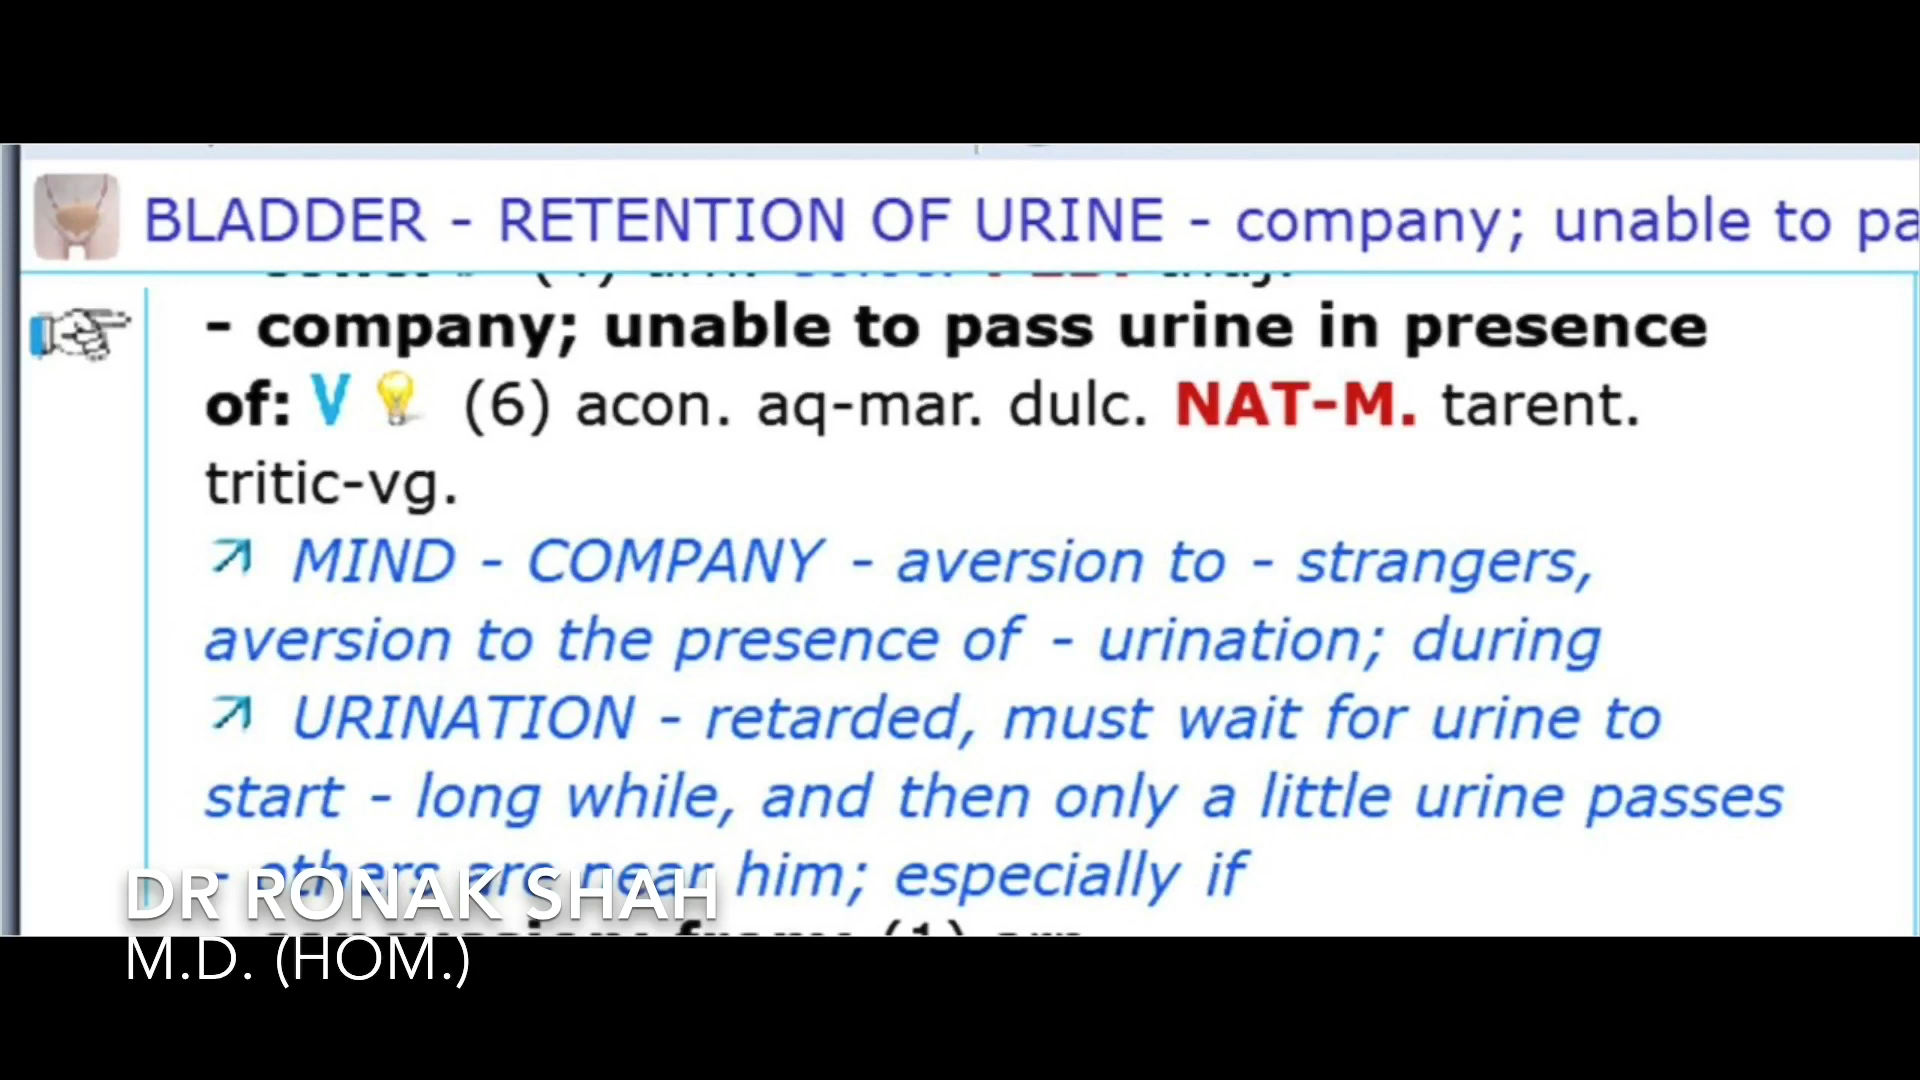 BLADDER - RETENTION OF URINE - company; unable to pa
- company; unable to pass urine in presence
of: V (6) acon. aq-mar. dulc. NAT-M. tarent.
tritic-vg.
MIND - COMPANY - aversion to - strangers,
aversion to the presence of - urination; during
URINATION - retarded, must wait for urine to
start - long while, and then only a little urine passes
- others are near him; especially if
DR RONAK SHAH
M.D. (HOM.)